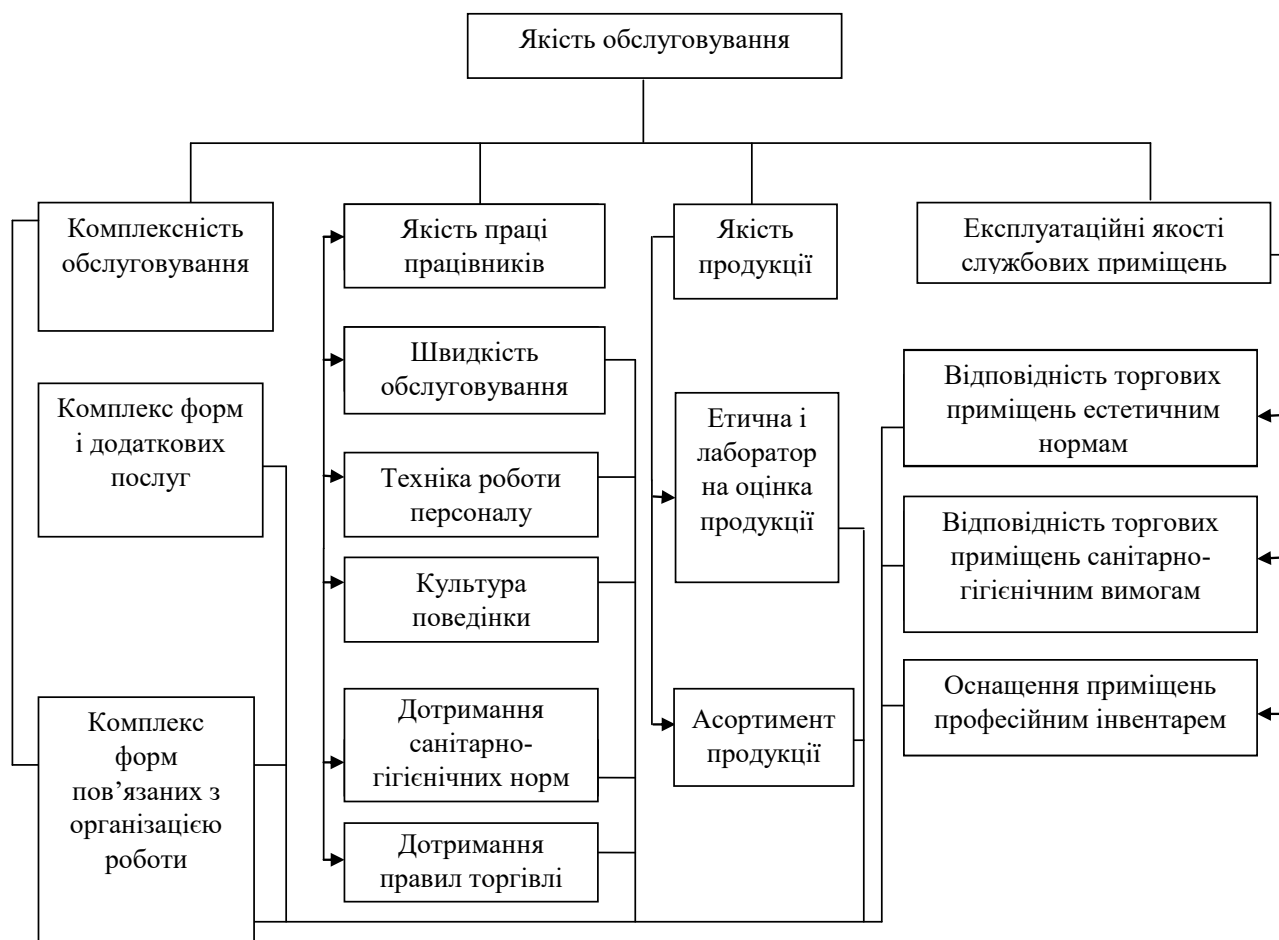 Якість обслуговування
Комплексність
обслуговування
Комплекс форм
і додаткових
послуг
Комплекс
форм
пов’язаних з
організацією
роботи
Якість праці
працівників
Швидкість
обслуговування
Техніка роботи
персоналу
Культура
поведінки
Дотримання
санітарно-
гігієнічних норм
Дотримання
правил торгівлі
Якість
продукції
Етична і
лаборатор
на оцінка
продукції
Асортимент
продукції
Експлуатаційні якості
службових приміщень
Відповідність торгових
приміщень естетичним
нормам
Відповідність торгових
приміщень санітарно-
гігієнічним вимогам
Оснащення приміщень
професійним інвентарем